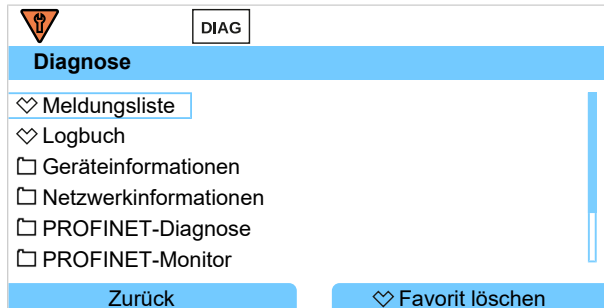 DIAG
Diagnose
Meldungsliste
Logbuch
Geräteinformationen
Netzwerkinformationen
PROFINET-Diagnose
PROFINET-Monitor
Zurück
Favorit löschen